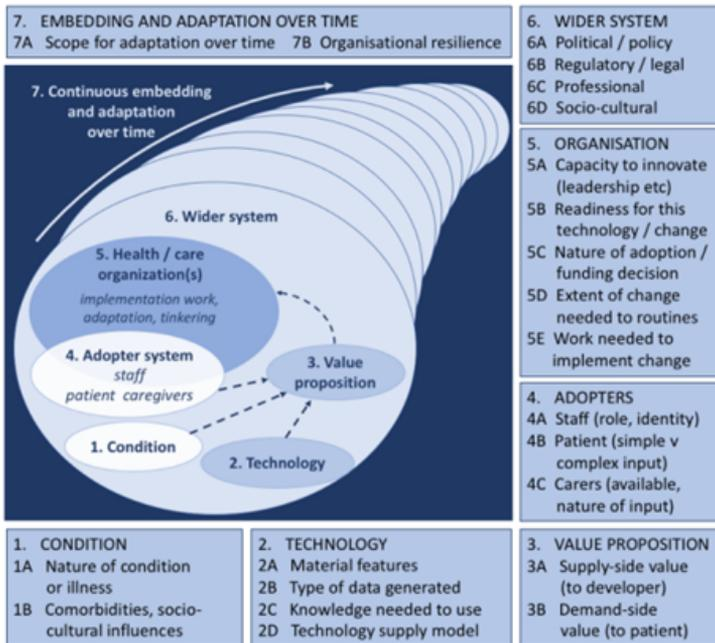 7. EMBEDDING AND ADAPTATION OVER TIME
7A Scope for adaptation over time 7B Organisational resilience
7. Continuous embedding
and adaptation
over time
6. Wider system
5. Health / care
organization(s)
implementation work,
adaptation, tinkering
4. Adopter system
staff
patient caregivers
3. Value
proposition
1. Condition
2. Technology
6. WIDER SYSTEM
6A Political / policy
6B Regulatory / legal
6C Professional
6D Socio-cultural
5. ORGANISATION
5A Capacity to innovate
(leadership etc)
5B Readiness for this
technology / change
5C Nature of adoption /
funding decision
5D Extent of change
needed to routines
5E Work needed to
implement change
4. ADOPTERS
4A Staff (role, identity)
4B Patient (simple v
complex input)
4C Carers (available,
nature of input)
1. CONDITION
1A Nature of condition
or illness
1B Comorbidities, socio-
cultural influences
2. TECHNOLOGY
2A Material features
2B Type of data generated
2C Knowledge needed to use
2D Technology supply model
3. VALUE PROPOSITION
3A Supply-side value
(to developer)
3B Demand-side
value (to patient)